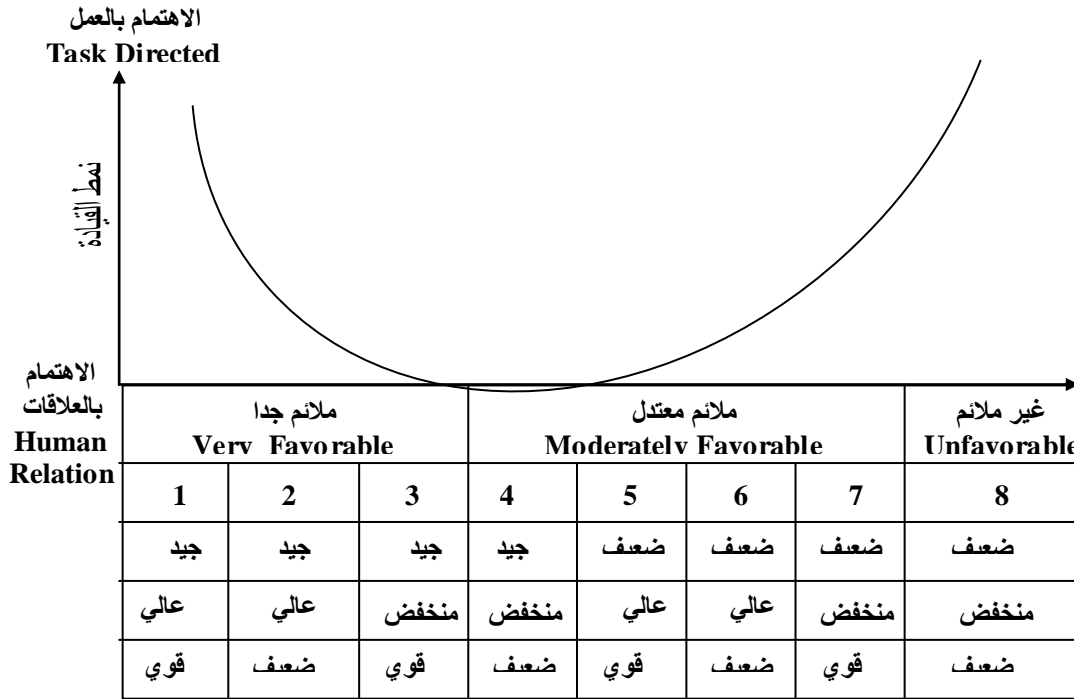 الاهتمام بالعمل
Task Directed
نمط القيادة
الاهتمام
بالعلاقات
Human
Relation
ملائم جدا ملائم معتدل غير ملائم
Very Favorable Moderately Favorable Unfavorable
1 2 3 4 5 6 7 8
جيد جيد جيد جيد ضعيف ضعيف ضعيف ضعيف
عالي عالي منخفض منخفض عالي عالي منخفض منخفض
قوي ضعيف قوي ضعيف قوي ضعيف قوي ضعيف